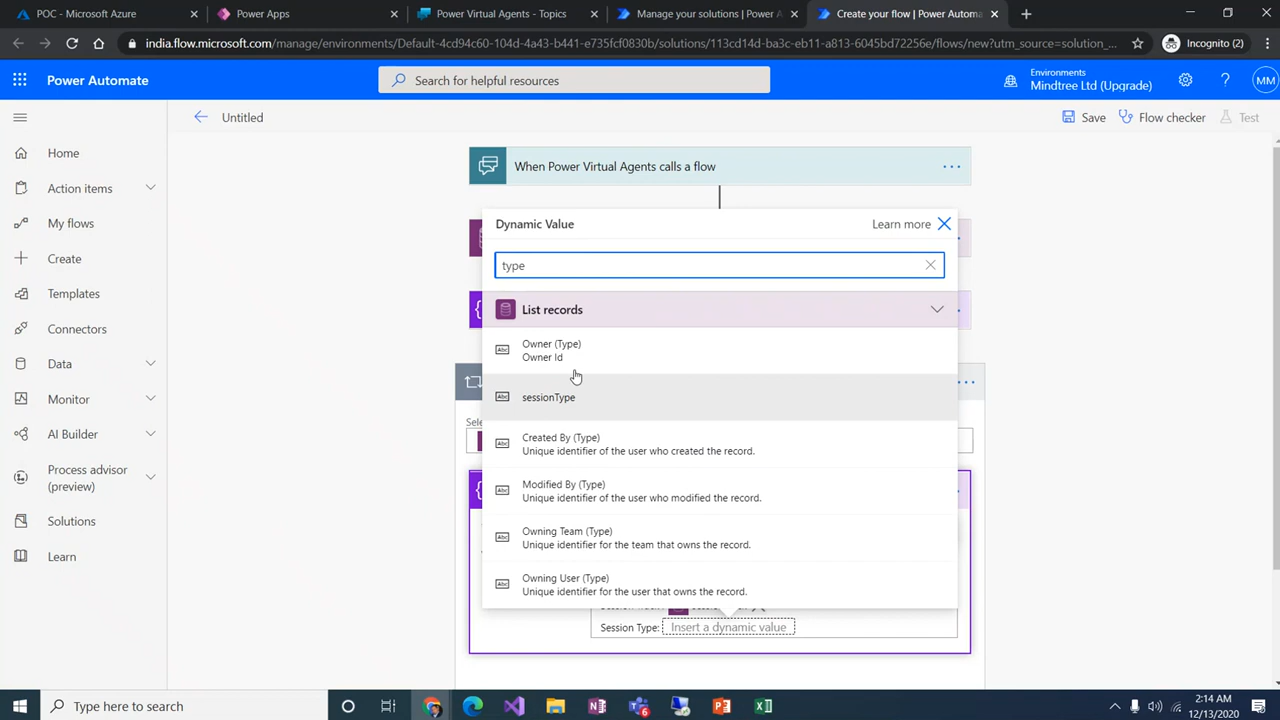 POC - Microsoft Azure
Power Apps
Power Virtual Agents - Topics
Manage your solutions | Power A
Create your flow | Power Automa
india.flow.microsoft.com/manage/environments/Default-4cd94c60-104d-4a43-b441-e735fcf0830b/solutions/113cd14d-ba3c-eb11-a813-6045bd72256e/flows/new?utm_source=solution_...
Incognito (2)
Power Automate
Search for helpful resources
Environments
Mindtree Ltd (Upgrade)
MM
Untitled
Save
Flow checker
Test
Home
Action items
My flows
Create
Templates
Connectors
Data
Monitor
AI Builder
Process advisor
(preview)
Solutions
Learn
When Power Virtual Agents calls a flow
Dynamic Value
Learn more
type
List records
Owner (Type)
Owner Id
sessionType
Created By (Type)
Unique identifier of the user who created the record.
Modified By (Type)
Unique identifier of the user who modified the record.
Owning Team (Type)
Unique identifier for the team that owns the record.
Owning User (Type)
Unique identifier for the user that owns the record.
Sele
Session Type: Insert a dynamic value
Type here to search
2:14 AM
12/13/2020